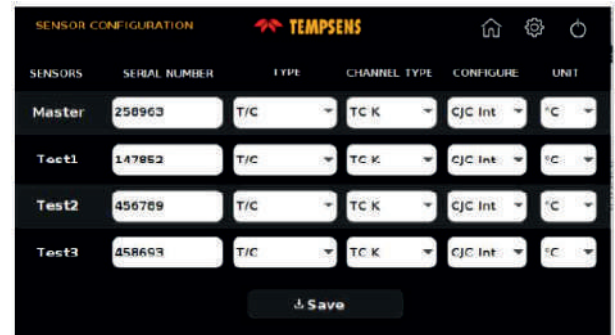 SENSOR CONFIGURATION TEMPSENS
SENSORS SERIAL NUMBER TYPE CHANNEL TYPE CONFIGURE UNIT
Master 258963 T/C TC K CJC Int °C
Test1 147852 T/C TC K CJC Int °C
Test2 456789 T/C TC K CJC Int °C
Test3 458693 T/C TC K CJC Int °C
Save